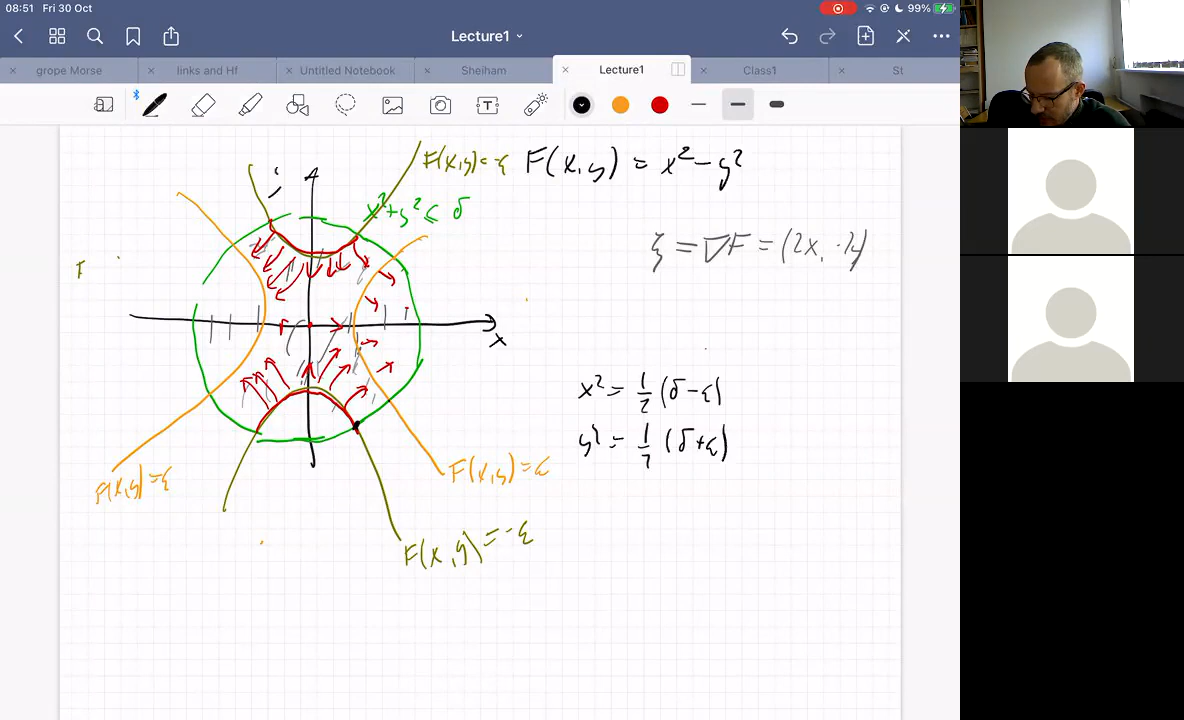 08:51 Fri 30 Oct
99%
Lecture1
grope Morse
links and Hf
Untitled Notebook
Sheiham
Lecture1
Class1
St
F(x,y)=-ε
F(x,y) = x² - y²
x²+y² ≤ δ
ξ = ∇F = (2x, -2y)
F
x
x² = 1/2 (δ-ε)
y² = 1/2 (δ+ε)
F(x,y)=ε
F(x,y)=ε
F(x,y)=-ε